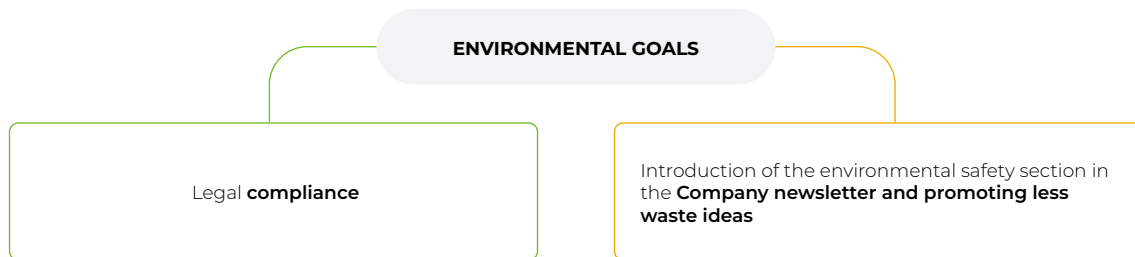 ENVIRONMENTAL GOALS
Legal compliance
Introduction of the environmental safety section in
the Company newsletter and promoting less
waste ideas